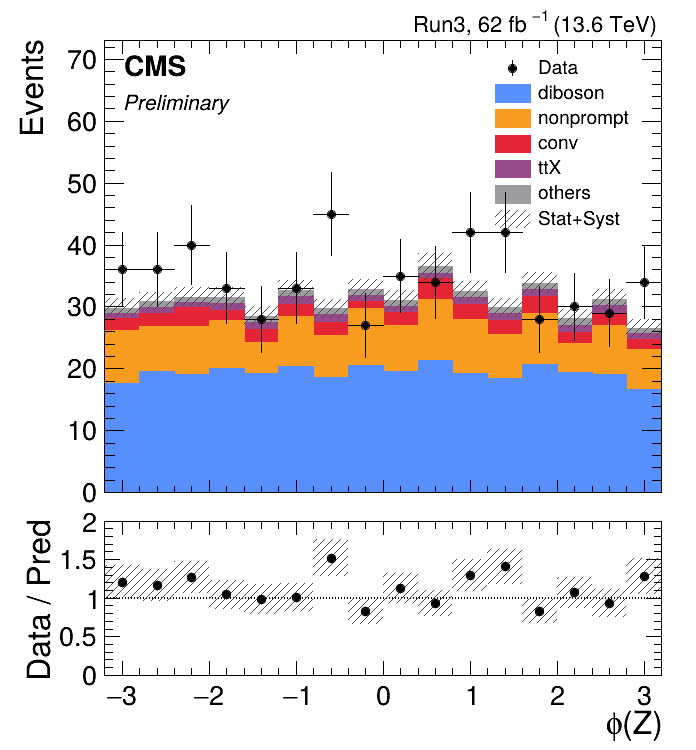 Run3, 62 fb⁻¹ (13.6 TeV)
CMS
Preliminary
Events
70
60
50
40
30
20
10
0
Data
diboson
nonprompt
conv
ttX
others
Stat+Syst
Data / Pred
2
1.5
1
0.5
0
−3 −2 −1 0 1 2 3
ϕ(Z)